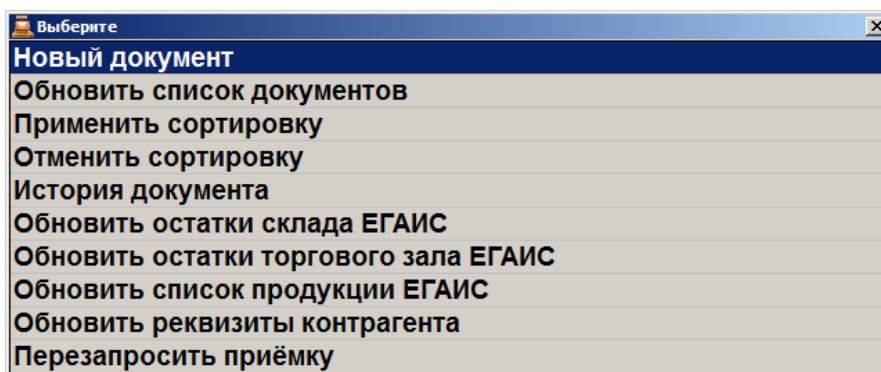 Выберите
Новый документ
Обновить список документов
Применить сортировку
Отменить сортировку
История документа
Обновить остатки склада ЕГАИС
Обновить остатки торгового зала ЕГАИС
Обновить список продукции ЕГАИС
Обновить реквизиты контрагента
Перезапросить приёмку